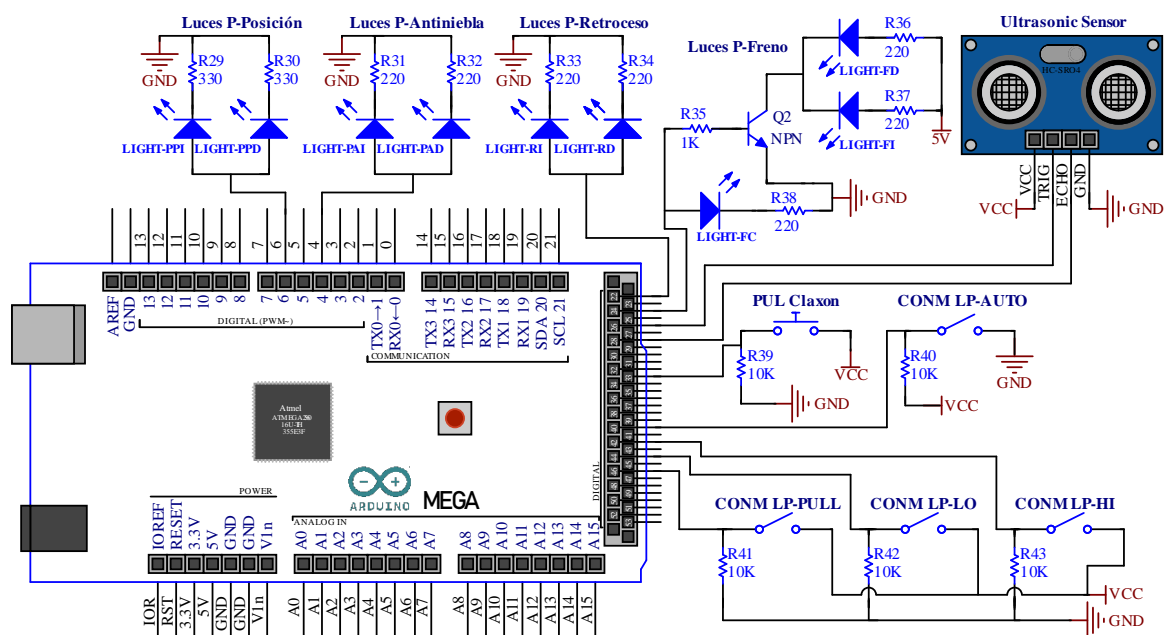 Luces P-Posición
Luces P-Antiniebla
Luces P-Retroceso
GND
R29
330
R30
330
LIGHT-PPI
LIGHT-PPD
GND
R31
220
R32
220
LIGHT-PAI
LIGHT-PAD
GND
R33
220
R34
220
LIGHT-RI
LIGHT-RD
Luces P-Freno
R36
220
LIGHT-FD
R37
220
LIGHT-FI
5V
R35
1K
Q2
NPN
R38
220
GND
LIGHT-FC
Ultrasonic Sensor
HC-SR04
VCC
TRIG
ECHO
GND
VCC
GND
13
12
11
10
9
8
7
6
5
4
3
2
1
0
14
15
16
17
18
19
20
21
AREF
GND
13
12
11
10
9
8
7
6
5
4
3
2
TX0→1
RX0←0
TX3 14
RX3 15
TX2 16
RX2 17
TX1 18
RX1 19
SDA 20
SCL 21
DIGITAL (PWM~)
COMMUNICATION
DIGITAL
Atmel
16U-TH
355E3F
ARDUINO
MEGA
POWER
ANALOG IN
IOREF
RESET
3.3V
5V
GND
GND
V1n
A0
A1
A2
A3
A4
A5
A6
A7
A8
A9
A10
A11
A12
A13
A14
A15
IOR
RST
3.3V
5V
GND
GND
V1n
A0
A1
A2
A3
A4
A5
A6
A7
A8
A9
A10
A11
A12
A13
A14
A15
PUL Claxon
R39
10K
VCC
GND
CONM LP-AUTO
R40
10K
GND
VCC
CONM LP-PULL
CONM LP-LO
CONM LP-HI
R41
10K
R42
10K
R43
10K
VCC
GND